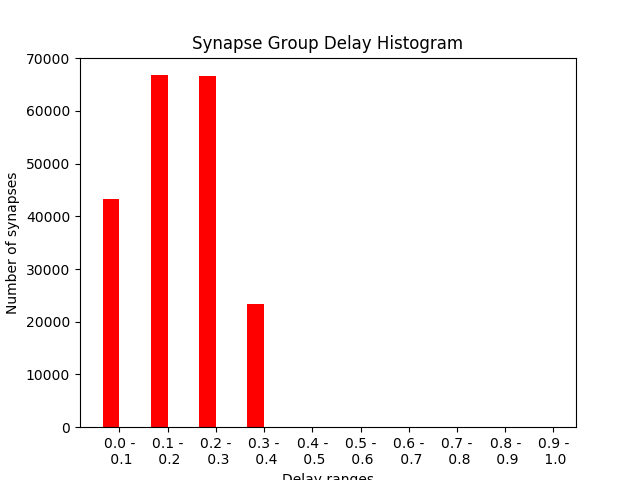 Synapse Group Delay Histogram
70000
60000
50000
40000
30000
20000
10000
0
Number of synapses
0.0 - 0.1 - 0.2 - 0.3 - 0.4 - 0.5 - 0.6 - 0.7 - 0.8 - 0.9 -
0.1 0.2 0.3 0.4 0.5 0.6 0.7 0.8 0.9 1.0
Delay ranges